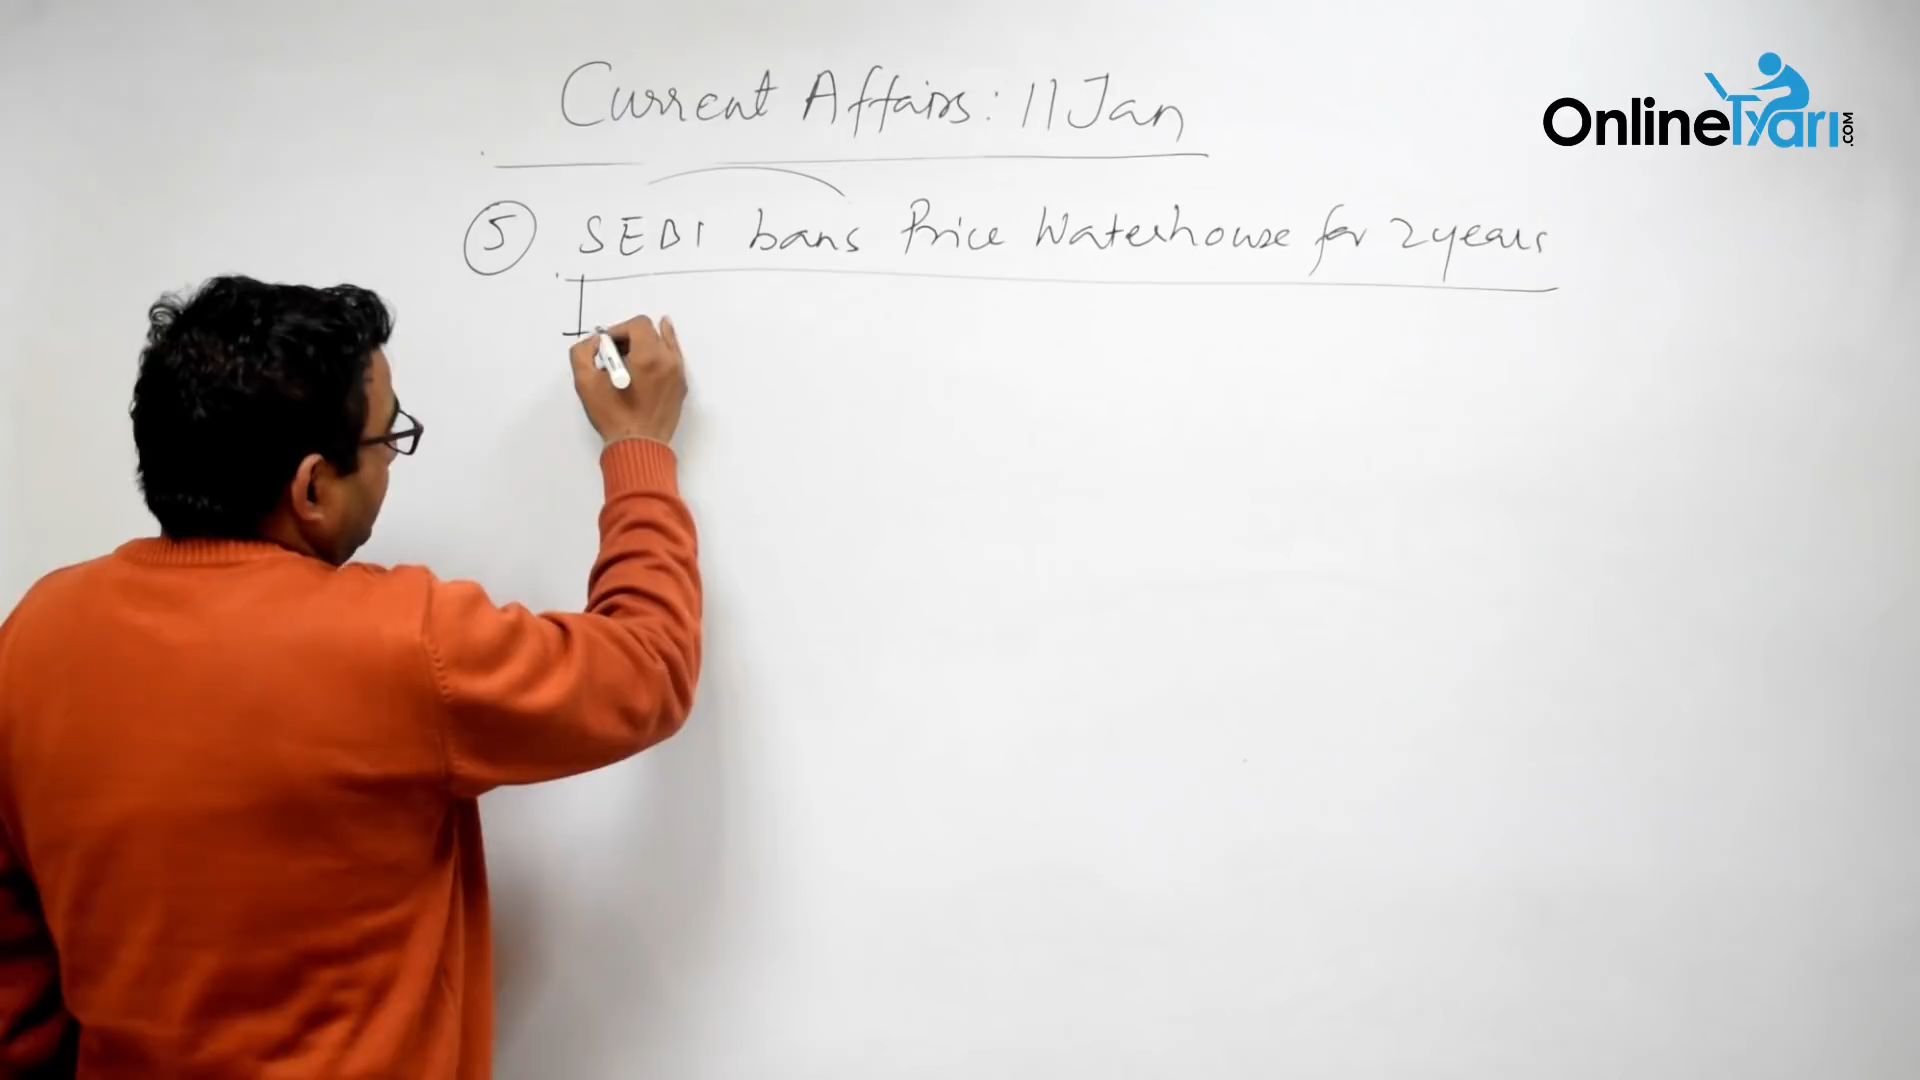 Current Affairs: 11 Jan
OnlineTyari.COM
5 SEBI bans Price Waterhouse for 2 years